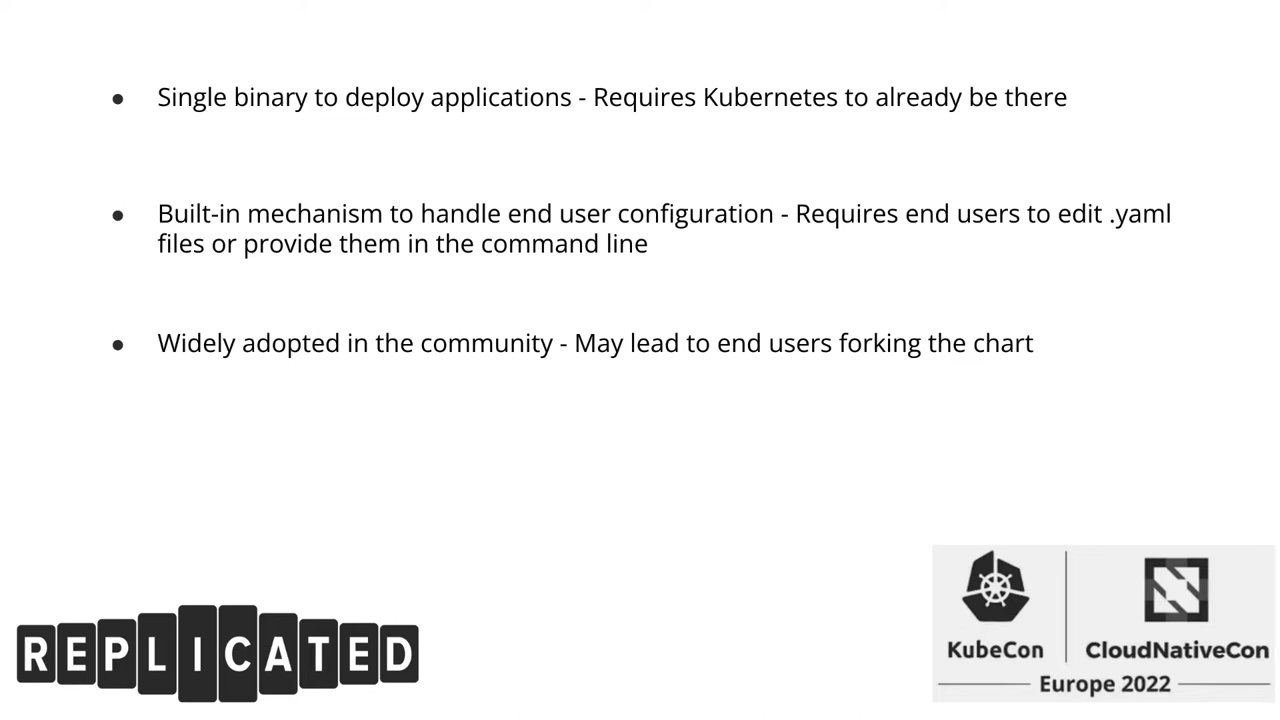 ● Single binary to deploy applications - Requires Kubernetes to already be there
● Built-in mechanism to handle end user configuration - Requires end users to edit .yaml
files or provide them in the command line
● Widely adopted in the community - May lead to end users forking the chart
REPLICATED
KubeCon
CloudNativeCon
Europe 2022